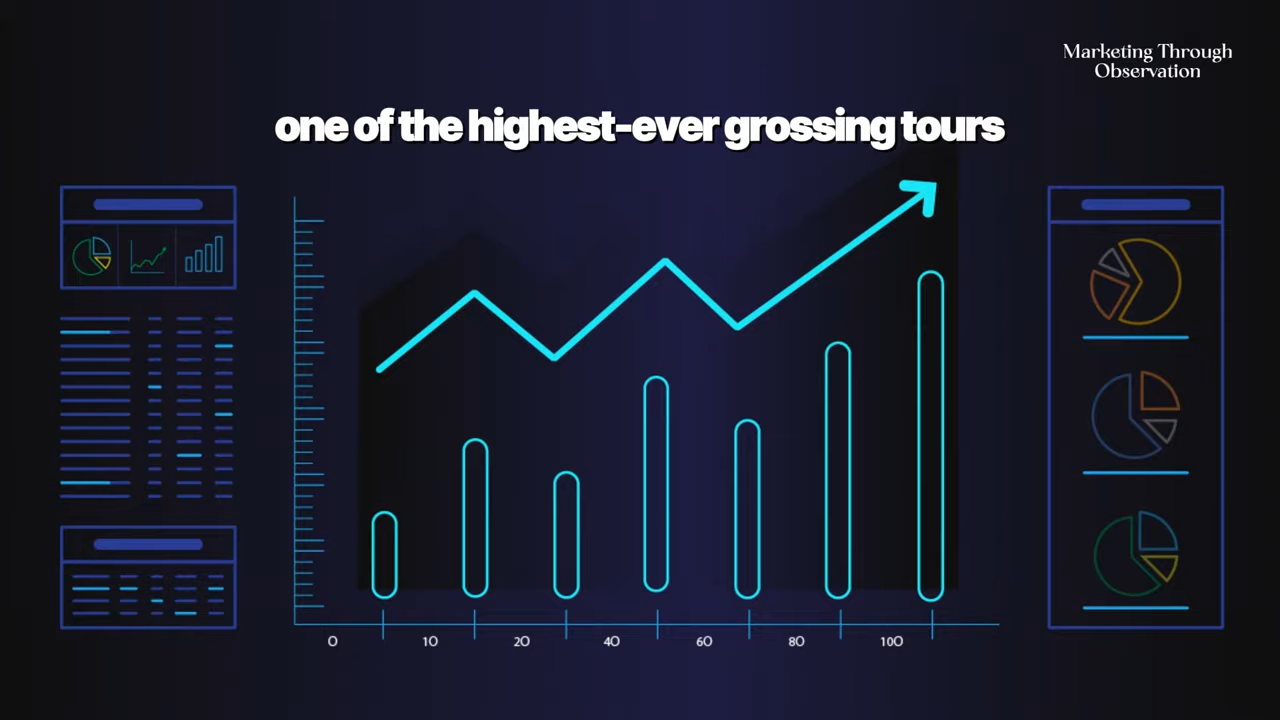 Marketing Through
Observation
one of the highest-ever grossing tours
0 10 20 40 60 80 100